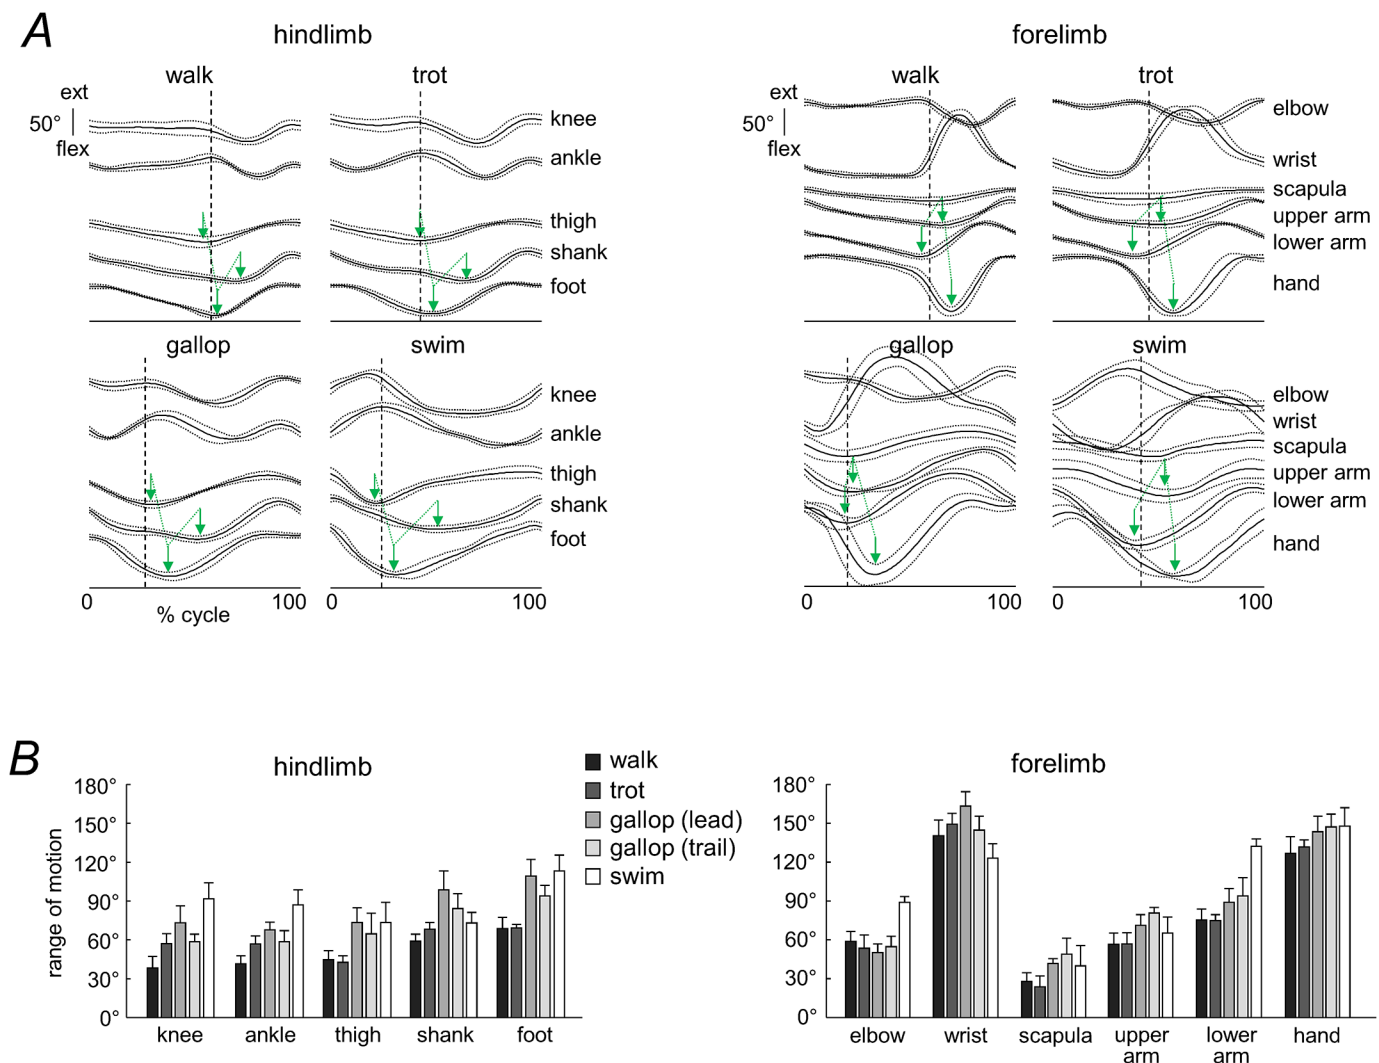 A
hindlimb
forelimb
walk
trot
walk
trot
ext
50°
flex
knee
ankle
thigh
shank
foot
ext
50°
flex
elbow
wrist
scapula
upper arm
lower arm
hand
gallop
swim
gallop
swim
knee
ankle
thigh
shank
foot
elbow
wrist
scapula
upper arm
lower arm
hand
0
% cycle
100
0
100
0
100
0
100
B
hindlimb
forelimb
walk
trot
gallop (lead)
gallop (trail)
swim
range of motion
180°
150°
120°
90°
60°
30°
0°
knee
ankle
thigh
shank
foot
180°
150°
120°
90°
60°
30°
0°
elbow
wrist
scapula
upper
arm
lower
arm
hand